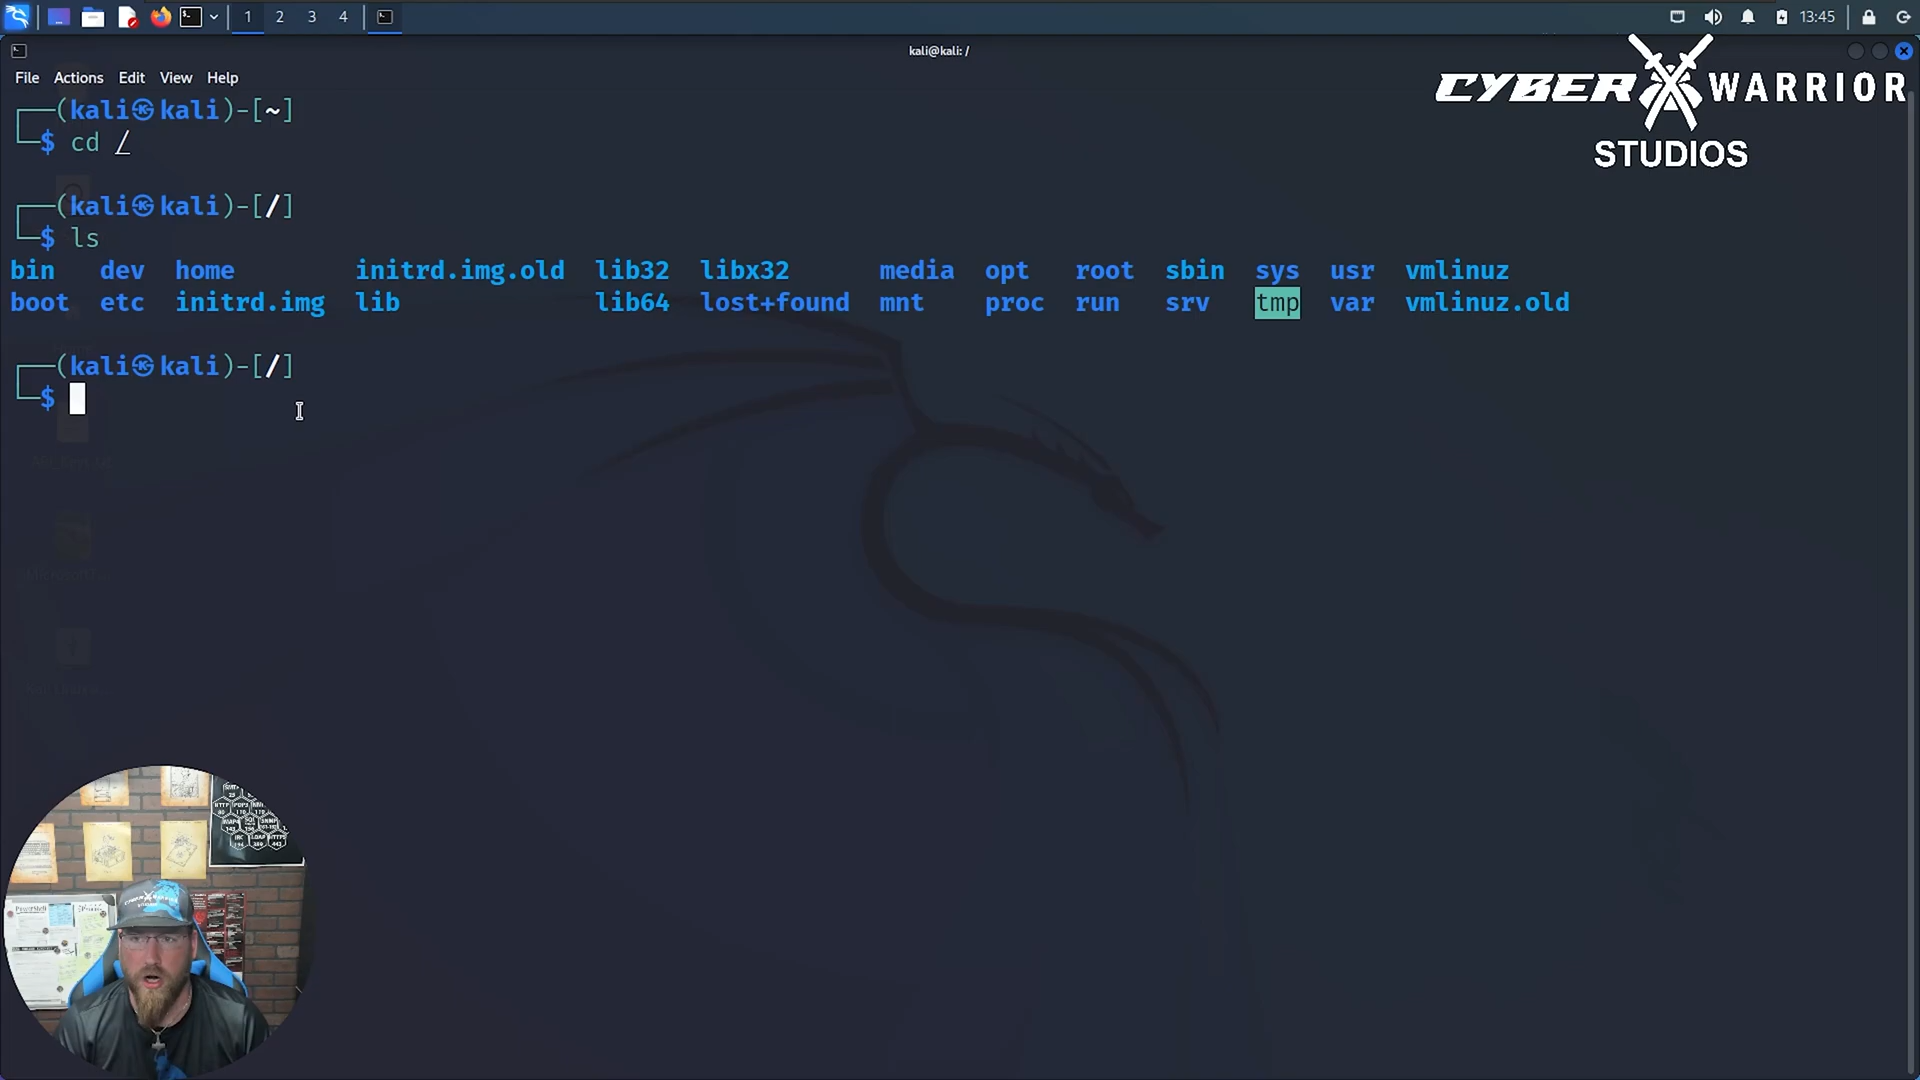 1 2 3 4
13:45
kali@kali: /
File Actions Edit View Help
CYBER WARRIOR
STUDIOS
┌──(kali㉿kali)-[~]
└─$ cd /
┌──(kali㉿kali)-[/]
└─$ ls
bin dev home initrd.img.old lib32 libx32 media opt root sbin sys usr vmlinuz
boot etc initrd.img lib lib64 lost+found mnt proc run srv tmp var vmlinuz.old
┌──(kali㉿kali)-[/]
└─$
PowerShell